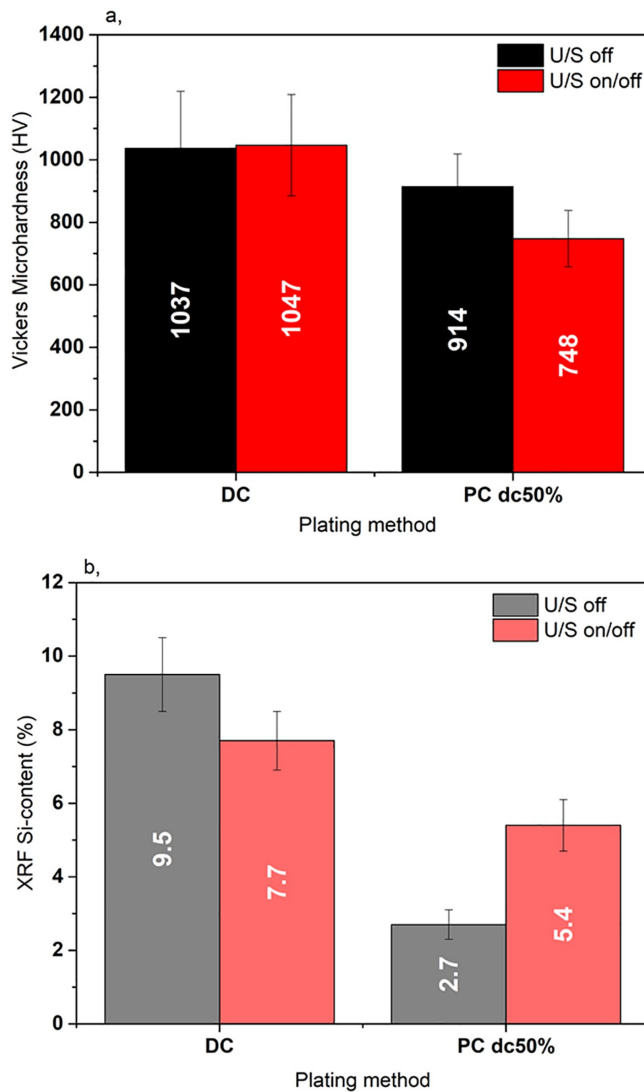 a,
U/S off
U/S on/off
1400
1200
1000
800
600
400
200
0
Vickers Microhardness (HV)
1037
1047
914
748
DC
PC dc50%
Plating method
b,
U/S off
U/S on/off
12
10
8
6
4
2
0
XRF Si-content (%)
9.5
7.7
2.7
5.4
DC
PC dc50%
Plating method